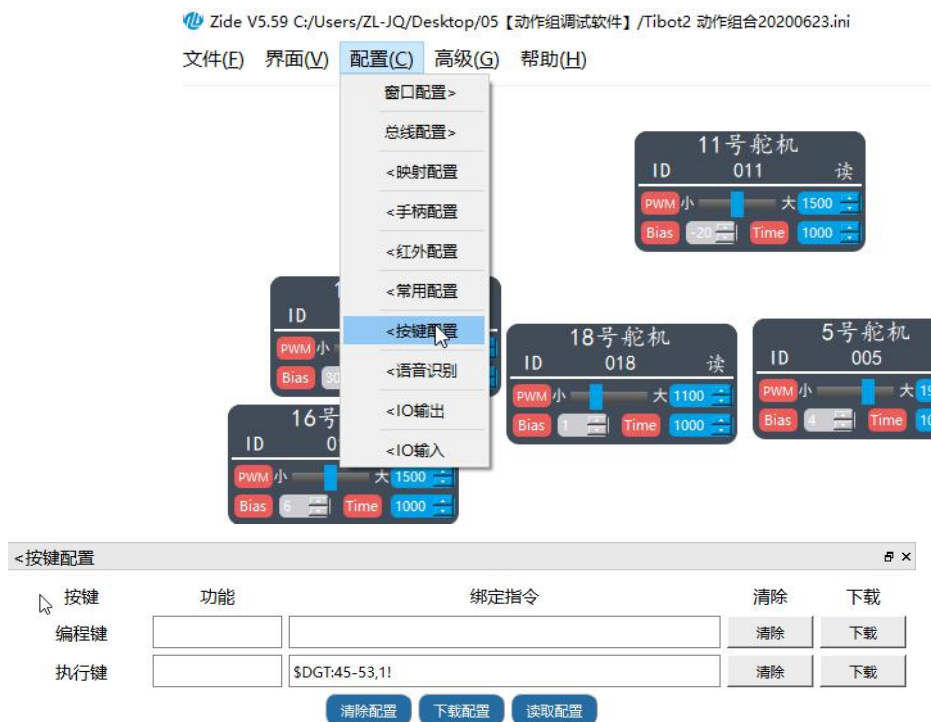 Zide V5.59 C:/Users/ZL-JQ/Desktop/05【动作组调试软件】/Tibot2 动作组合20200623.ini
文件(F) 界面(V) 配置(C) 高级(G) 帮助(H)
窗口配置>
总线配置>
<映射配置
<手柄配置
<红外配置
<常用配置
<按键配置
<语音识别
<IO输出
<IO输入
11号舵机
ID 011 读
PWM 小 大 1500
Bias -20 Time 1000
ID
PWM 小
Bias 30
18号舵机
ID 018 读
PWM 小 大 1100
Bias 1 Time 1000
5号舵机
ID 005
PWM 小 大 19
Bias 4 Time 10
16号
ID 0
PWM 小 大 1500
Bias 6 Time 1000
<按键配置
按键 功能 绑定指令 清除 下载
编程键 清除 下载
执行键 $DGT:45-53,1! 清除 下载
清除配置 下载配置 读取配置